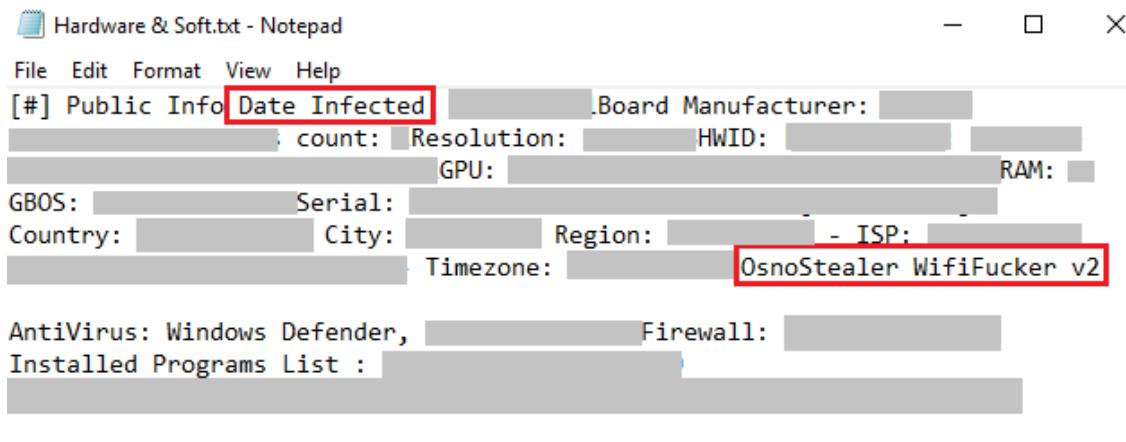 Hardware & Soft.txt - Notepad
File Edit Format View Help
[#] Public Info Date Infected .Board Manufacturer:
count: Resolution: HWID:
GPU: RAM:
GBOS: Serial:
Country: City: Region: - ISP:
Timezone: OsnoStealer WifiFucker v2
AntiVirus: Windows Defender, Firewall:
Installed Programs List :